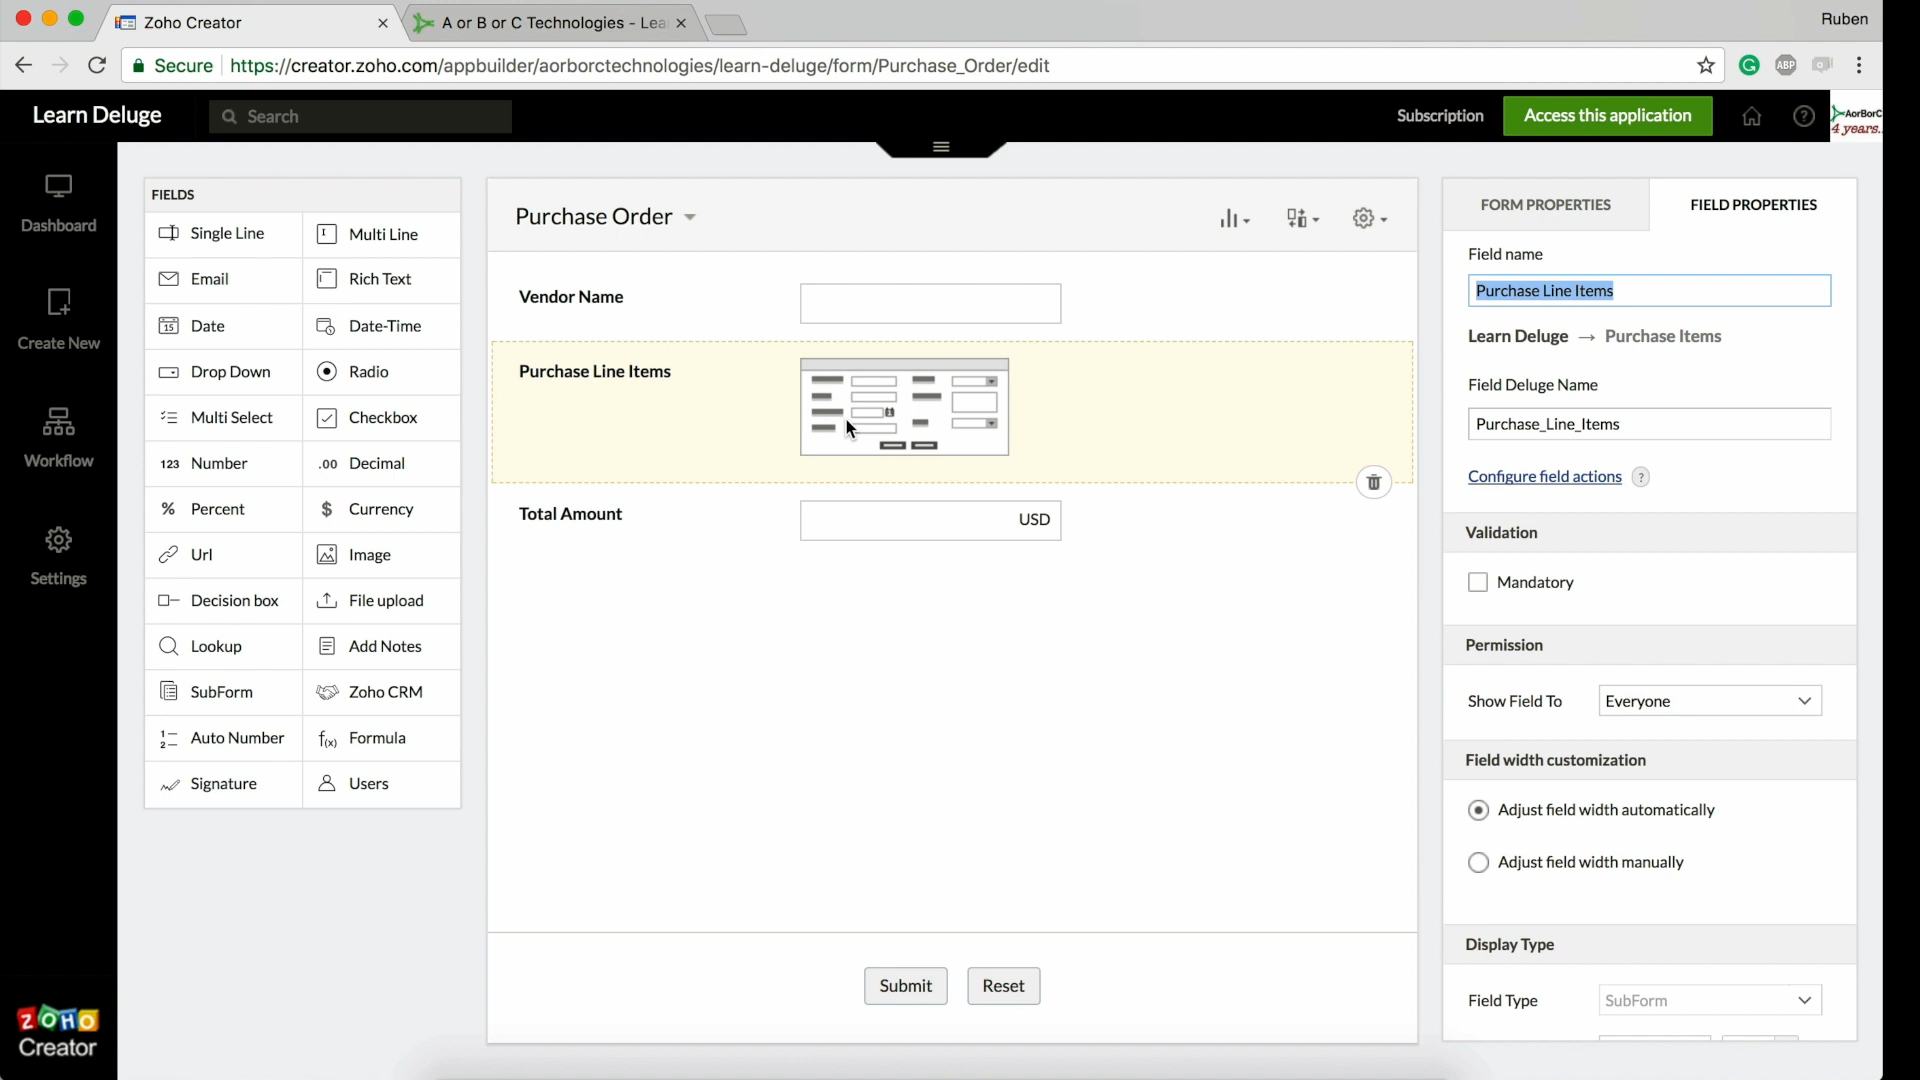 Zoho Creator
A or B or C Technologies - Lea
Ruben
Secure
https://creator.zoho.com/appbuilder/aorborctechnologies/learn-deluge/form/Purchase_Order/edit
ABP
Learn Deluge
Search
Subscription
Access this application
?
AorBorC
4 years.
Dashboard
Create New
Workflow
Settings
ZOHO
Creator
FIELDS
Single Line
Multi Line
Email
Rich Text
15
Date
Date-Time
Drop Down
Radio
Multi Select
Checkbox
123 Number
.00 Decimal
% Percent
$ Currency
Url
Image
Decision box
File upload
Lookup
Add Notes
SubForm
Zoho CRM
Auto Number
f(x) Formula
Signature
Users
Purchase Order
Vendor Name
Purchase Line Items
Total Amount
USD
Submit
Reset
FORM PROPERTIES
FIELD PROPERTIES
Field name
Purchase Line Items
Learn Deluge → Purchase Items
Field Deluge Name
Purchase_Line_Items
Configure field actions ?
Validation
Mandatory
Permission
Show Field To
Everyone
Field width customization
Adjust field width automatically
Adjust field width manually
Display Type
Field Type
SubForm